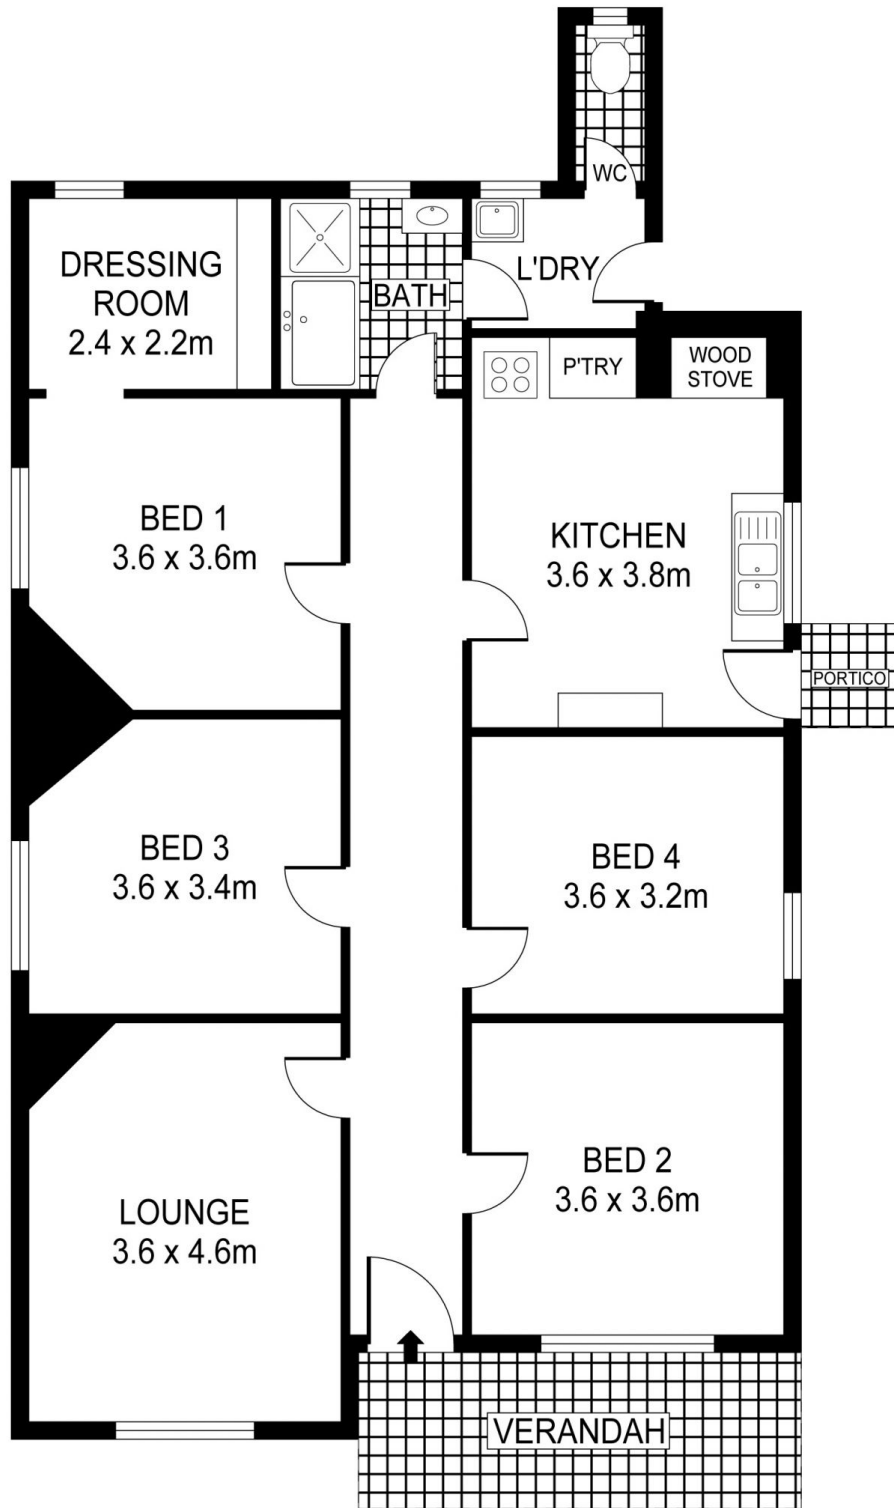 WC
DRESSING
ROOM
2.4 x 2.2m
BATH
L'DRY
P'TRY
WOOD
STOVE
BED 1
3.6 x 3.6m
KITCHEN
3.6 x 3.8m
PORTICO
BED 3
3.6 x 3.4m
BED 4
3.6 x 3.2m
LOUNGE
3.6 x 4.6m
BED 2
3.6 x 3.6m
VERANDAH